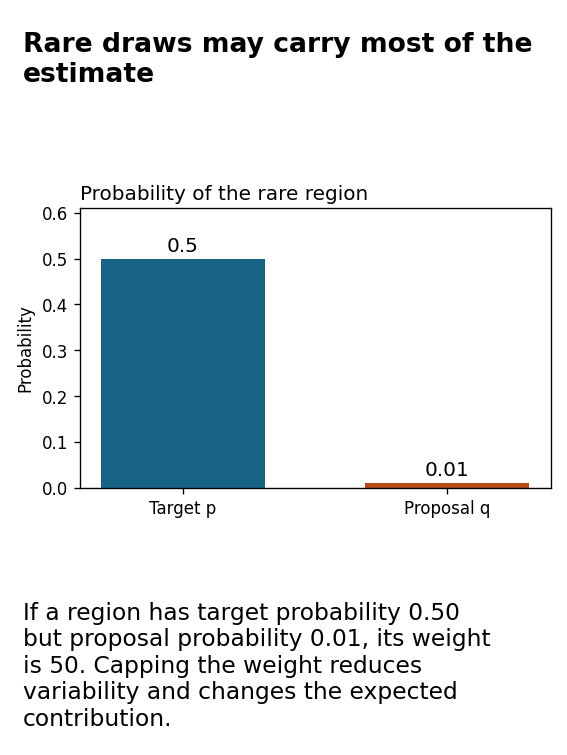 Rare draws may carry most of the
estimate
Probability of the rare region
0.6
0.5
0.4
0.3
0.2
0.1
0.0
Probability
0.5
0.01
Target p
Proposal q
If a region has target probability 0.50
but proposal probability 0.01, its weight
is 50. Capping the weight reduces
variability and changes the expected
contribution.